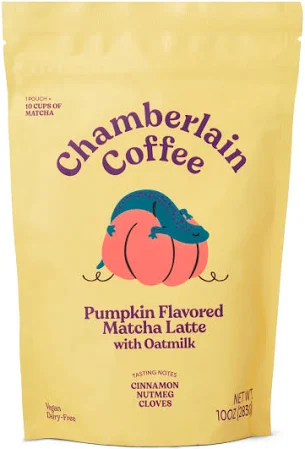 1 POUCH =
10 CUPS OF
MATCHA
Chamberlain
Coffee
Pumpkin Flavored
Matcha Latte
with Oatmilk
TASTING NOTES
CINNAMON
NUTMEG
CLOVES
Vegan
Dairy-Free
NET WT.
10OZ (283G)